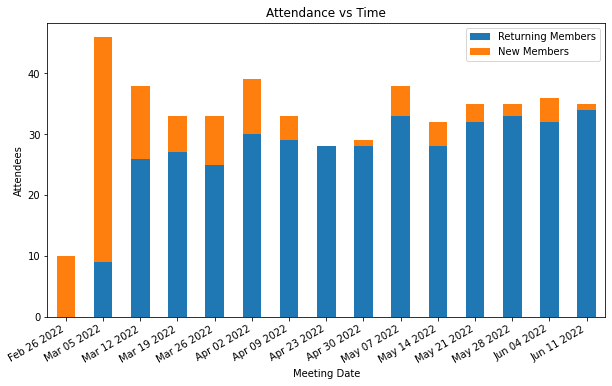 Attendance vs Time
Returning Members
New Members
Attendees
40
30
20
10
0
Feb 26 2022
Mar 05 2022
Mar 12 2022
Mar 19 2022
Mar 26 2022
Apr 02 2022
Apr 09 2022
Apr 23 2022
Apr 30 2022
May 07 2022
May 14 2022
May 21 2022
May 28 2022
Jun 04 2022
Jun 11 2022
Meeting Date